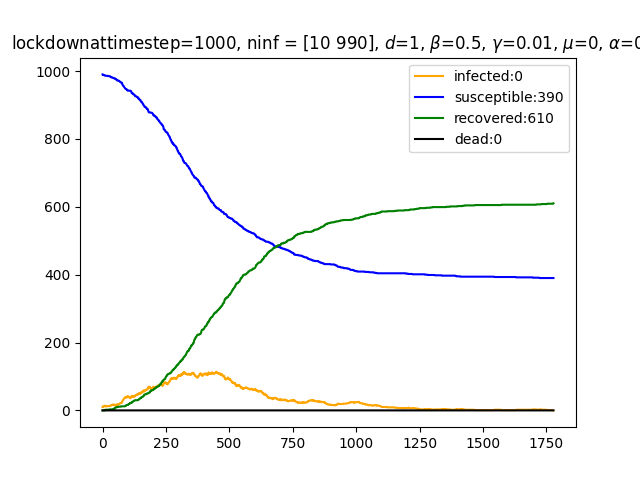 lockdownattimestep=1000, ninf = [10 990], d=1, β=0.5, γ=0.01, μ=0, α=0
infected:0
susceptible:390
recovered:610
dead:0
1000
800
600
400
200
0
0 250 500 750 1000 1250 1500 1750